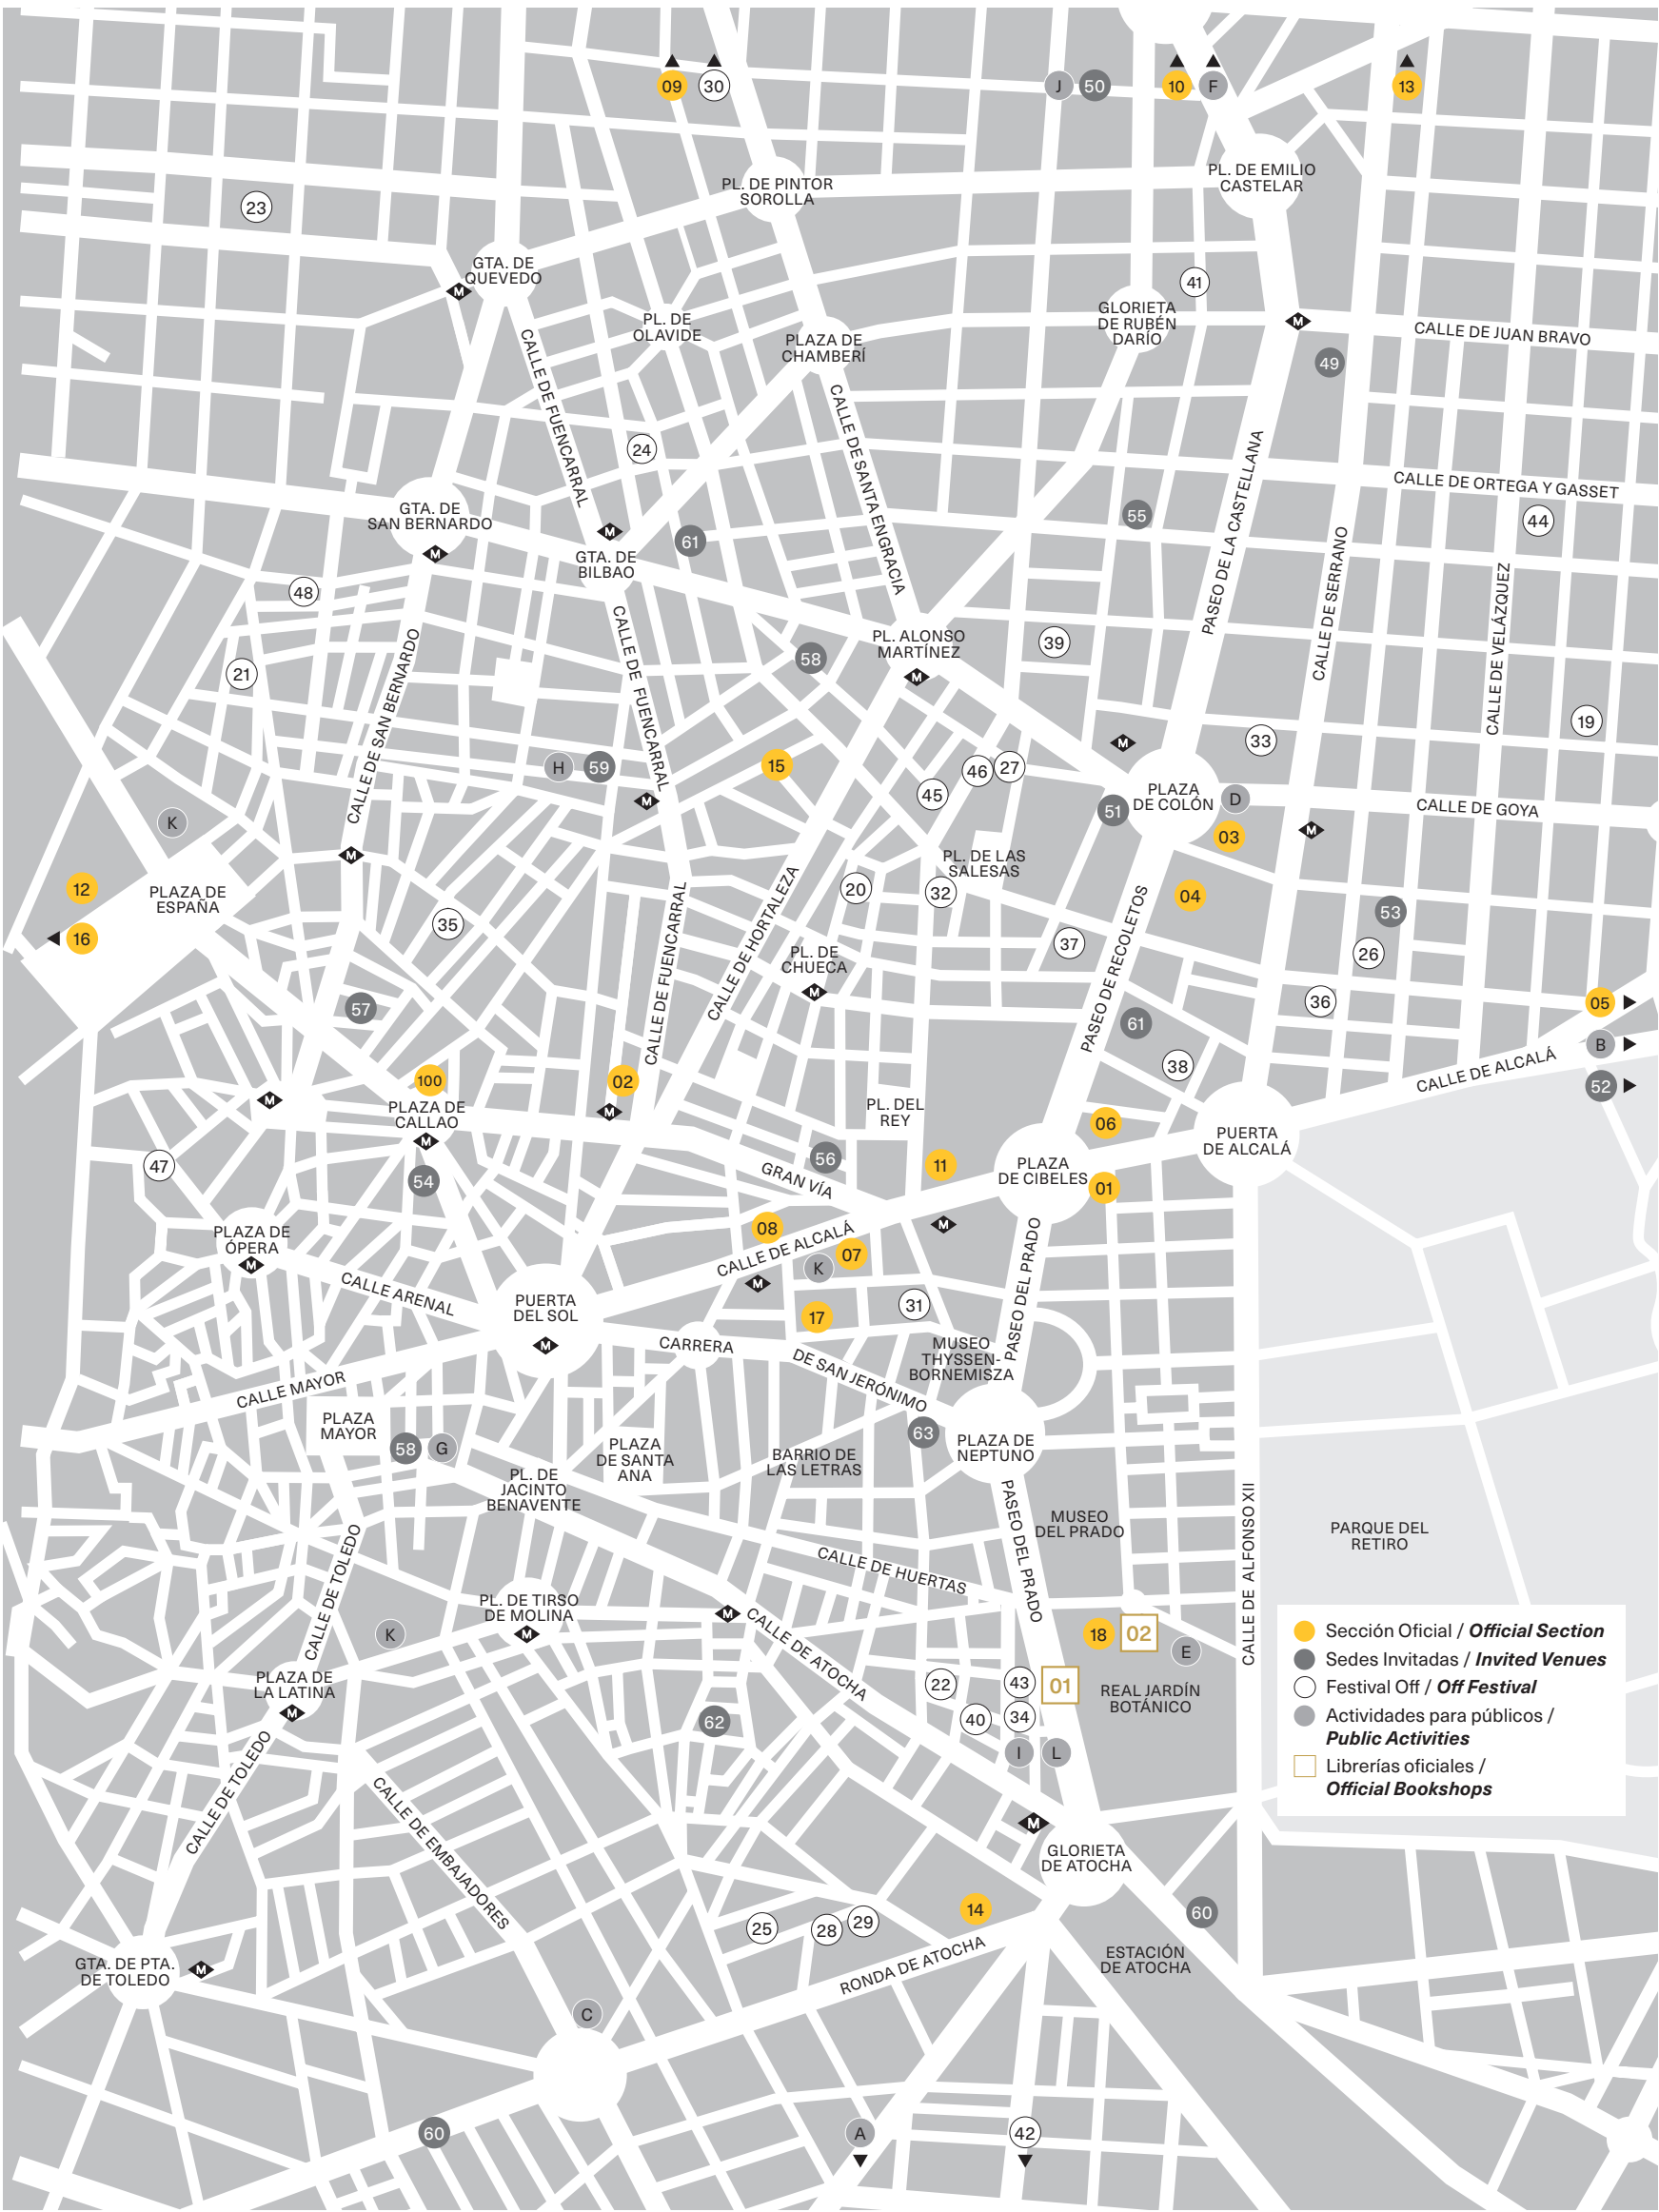 09
30
J
50
10
F
13
PL. DE PINTOR
SOROLLA
PL. DE EMILIO
CASTELAR
23
GTA. DE
QUEVEDO
M
41
PL. DE
OLAVIDE
GLORIETA
DE RUBÉN
DARÍO
M
CALLE DE JUAN BRAVO
PLAZA DE
CHAMBERÍ
49
CALLE DE FUENCARRAL
CALLE DE SANTA ENGRACIA
24
PASEO DE LA CASTELLANA
CALLE DE ORTEGA Y GASSET
GTA. DE
SAN BERNARDO
M
55
44
M
61
GTA. DE
BILBAO
CALLE DE SERRANO
CALLE DE VELÁZQUEZ
48
CALLE DE FUENCARRAL
PL. ALONSO
MARTÍNEZ
M
39
58
21
CALLE DE SAN BERNARDO
19
33
M
H
59
M
15
46
27
45
PLAZA
DE COLÓN
51
D
03
M
CALLE DE GOYA
K
M
PL. DE LAS
SALESAS
12
PLAZA DE
ESPAÑA
16
35
20
32
04
53
CALLE DE FUENCARRAL
CALLE DE HORTALEZA
PASEO DE RECOLETOS
37
26
PL. DE
CHUECA
M
57
36
05
61
B
CALLE DE ALCALÁ
52
38
100
02
M
PLAZA DE
CALLAO
M
M
PL. DEL
REY
06
PUERTA
DE ALCALÁ
47
54
56
GRAN VÍA
11
PLAZA
DE CIBELES
01
08
CALLE DE ALCALÁ
M
07
K
M
PLAZA DE
ÓPERA
M
CALLE ARENAL
PUERTA
DEL SOL
M
17
31
PASEO DEL PRADO
CARRERA
DE SAN JERÓNIMO
MUSEO
THYSSEN-
BORNEMISZA
CALLE MAYOR
PLAZA
MAYOR
58
G
63
PLAZA DE
NEPTUNO
PLAZA
DE SANTA
ANA
BARRIO DE
LAS LETRAS
PL. DE
JACINTO
BENAVENTE
PASEO DEL PRADO
MUSEO
DEL PRADO
CALLE DE ALFONSO XII
PARQUE DEL
RETIRO
CALLE DE TOLEDO
CALLE DE HUERTAS
PL. DE TIRSO
DE MOLINA
M
M
CALLE DE ATOCHA
K
18
02
E
PLAZA DE
LA LATINA
M
22
43
01
REAL JARDÍN
BOTÁNICO
40
34
62
I
L
CALLE DE TOLEDO
CALLE DE EMBAJADORES
M
GLORIETA
DE ATOCHA
Sección Oficial / Official Section
Sedes Invitadas / Invited Venues
Festival Off / Off Festival
Actividades para públicos /
Public Activities
Librerías oficiales /
Official Bookshops
14
25
28
29
60
RONDA DE ATOCHA
ESTACIÓN
DE ATOCHA
GTA. DE PTA.
DE TOLEDO
M
C
60
A
42